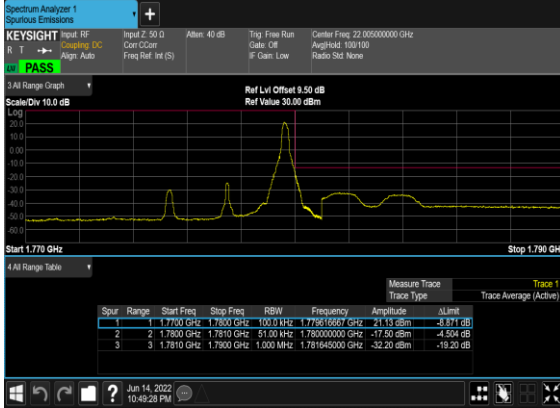 Spectrum Analyzer 1
Spurious Emissions
+
KEYSIGHT Input: RF Input Z: 50 Ω Atten: 40 dB Trig: Free Run Center Freq: 22.005000000 GHz
R T Coupling: DC Corr CCorr Gate: Off Avg|Hold: 100/100
Align: Auto Freq Ref: Int (S) IF Gain: Low Radio Std: None
LXI PASS
3 All Range Graph Ref Lvl Offset 9.50 dB
Scale/Div 10.0 dB Ref Value 30.00 dBm
Log
20.0
10.0
0.00
-10.0
-20.0
-30.0
-40.0
-50.0
-60.0
Start 1.770 GHz Stop 1.790 GH
4 All Range Table
Measure Trace Trace 1
Trace Type Trace Average (Active)
Spur Range Start Freq Stop Freq RBW Frequency Amplitude ΔLimit
1 1 1.7700 GHz 1.7800 GHz 100.0 kHz 1.779616667 GHz 21.13 dBm -8.871 dB
2 2 1.7800 GHz 1.7810 GHz 51.00 kHz 1.780000000 GHz -17.50 dBm -4.504 dB
3 3 1.7810 GHz 1.7900 GHz 1.000 MHz 1.781645000 GHz -32.20 dBm -19.20 dB
? Jun 14, 2022
10:49:28 PM